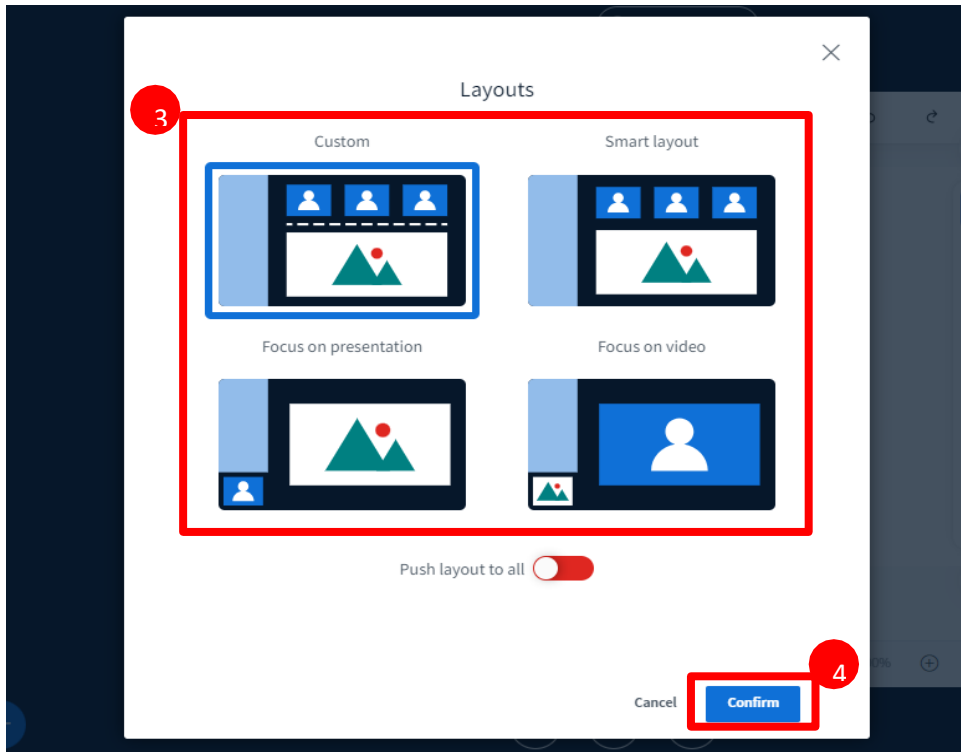 Layouts
3
Custom
Smart layout
Focus on presentation
Focus on video
Push layout to all
4
Cancel
Confirm